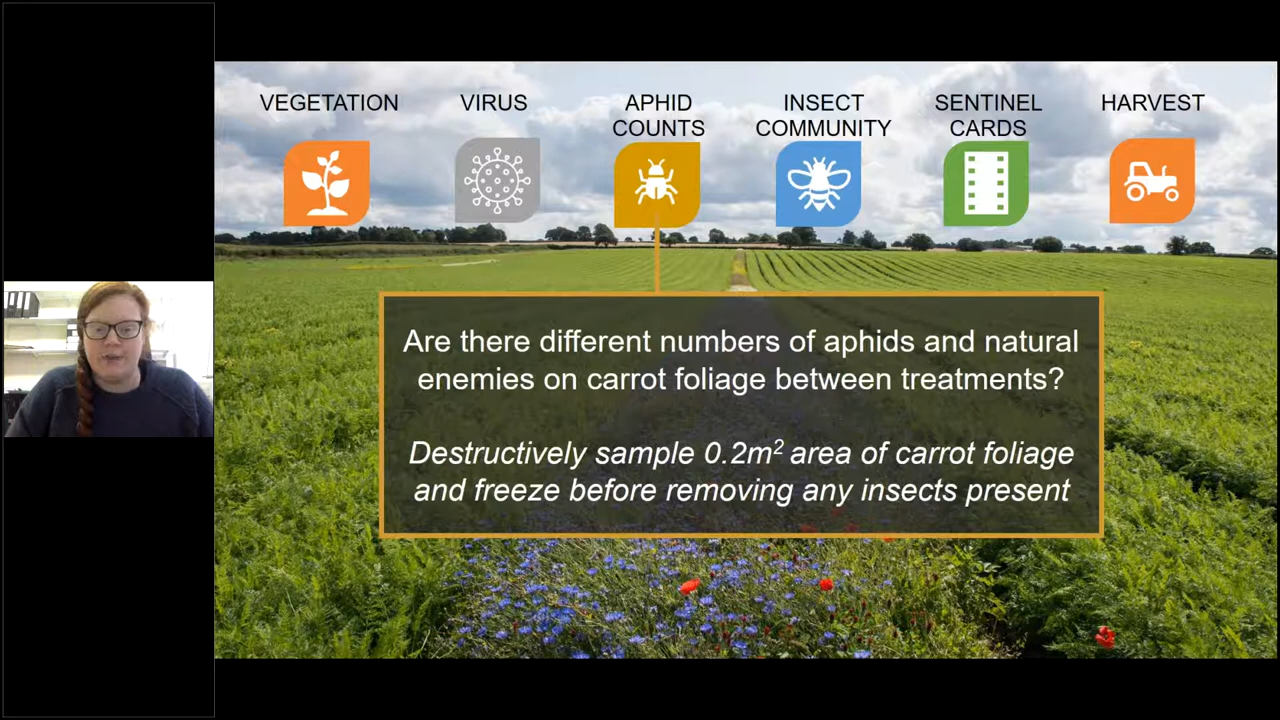 VEGETATION
VIRUS
APHID
COUNTS
INSECT
COMMUNITY
SENTINEL
CARDS
HARVEST
Are there different numbers of aphids and natural
enemies on carrot foliage between treatments?
Destructively sample 0.2m² area of carrot foliage
and freeze before removing any insects present